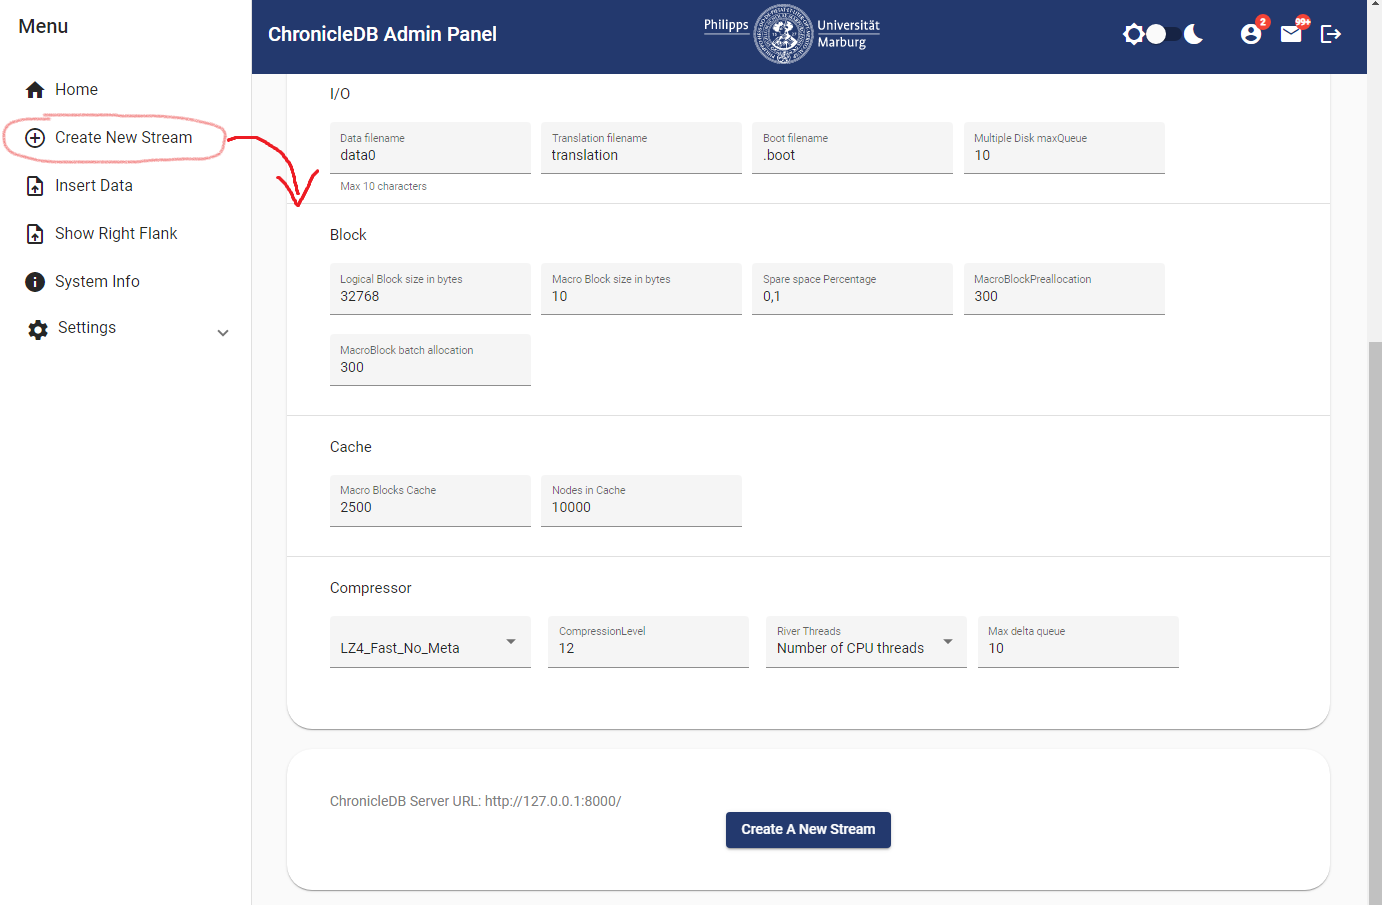 Menu
Home
Create New Stream
Insert Data
Show Right Flank
System Info
Settings
ChronicleDB Admin Panel
Philipps Universität
Marburg
2
99+
I/O
Data filename
data0
Max 10 characters
Translation filename
translation
Boot filename
.boot
Multiple Disk maxQueue
10
Block
Logical Block size in bytes
32768
Macro Block size in bytes
10
Spare space Percentage
0,1
MacroBlockPreallocation
300
MacroBlock batch allocation
300
Cache
Macro Blocks Cache
2500
Nodes in Cache
10000
Compressor
LZ4_Fast_No_Meta
CompressionLevel
12
River Threads
Number of CPU threads
Max delta queue
10
ChronicleDB Server URL: http://127.0.0.1:8000/
Create A New Stream